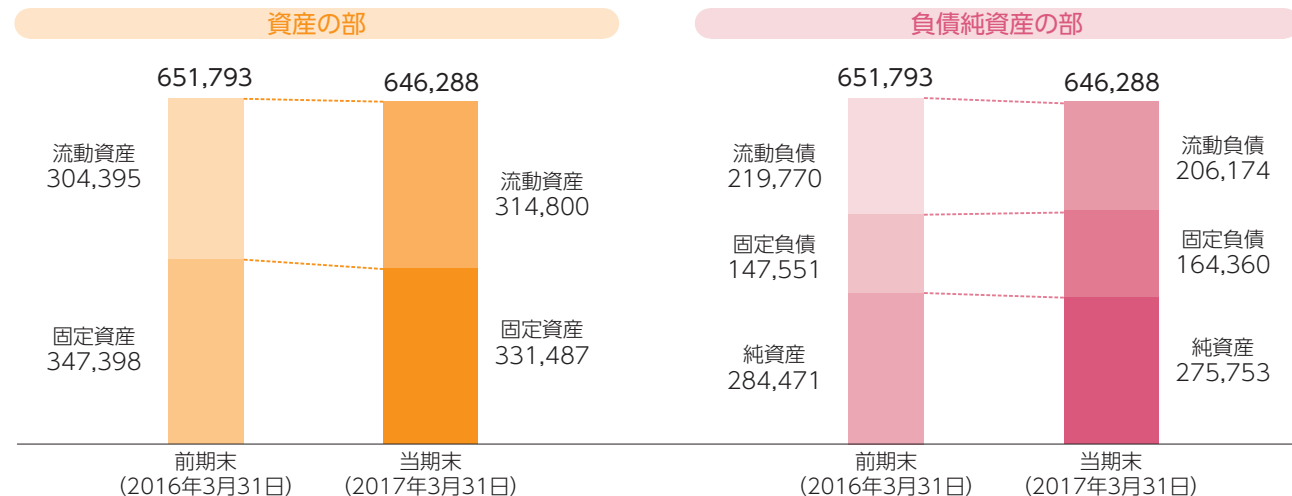 資産の部
651,793
646,288
流動資産
304,395
流動資産
314,800
固定資産
347,398
固定資産
331,487
前期末
(2016年3月31日)
当期末
(2017年3月31日)
負債純資産の部
651,793
646,288
流動負債
219,770
流動負債
206,174
固定負債
147,551
固定負債
164,360
純資産
284,471
純資産
275,753
前期末
(2016年3月31日)
当期末
(2017年3月31日)